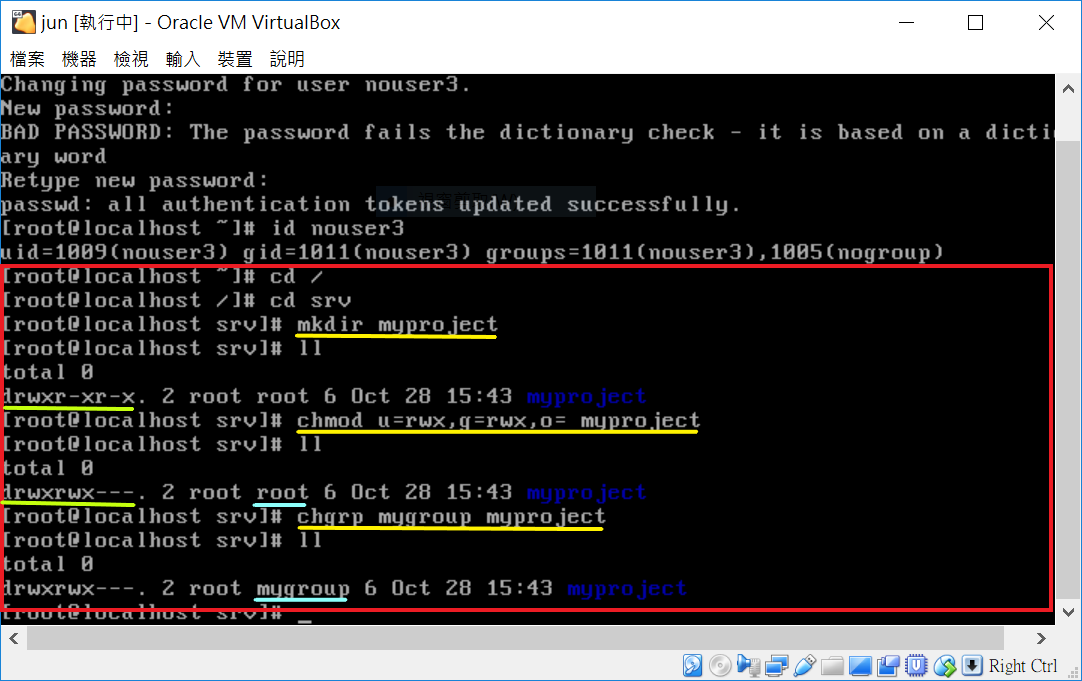 jun [執行中] - Oracle VM VirtualBox
檔案 機器 檢視 輸入 裝置 說明
Changing password for user nouser3.
New password:
BAD PASSWORD: The password fails the dictionary check - it is based on a dictio
ary word
Retype new password:
passwd: all authentication tokens updated successfully.
[root@localhost ~]# id nouser3
uid=1009(nouser3) gid=1011(nouser3) groups=1011(nouser3),1005(nogroup)
[root@localhost ~]# cd /
[root@localhost /]# cd srv
[root@localhost srv]# mkdir myproject
[root@localhost srv]# ll
total 0
drwxr-xr-x. 2 root root 6 Oct 28 15:43 myproject
[root@localhost srv]# chmod u=rwx,g=rwx,o= myproject
[root@localhost srv]# ll
total 0
drwxrwx---. 2 root root 6 Oct 28 15:43 myproject
[root@localhost srv]# chgrp mygroup myproject
[root@localhost srv]# ll
total 0
drwxrwx---. 2 root mygroup 6 Oct 28 15:43 myproject
[root@localhost srv]# _
Right Ctrl